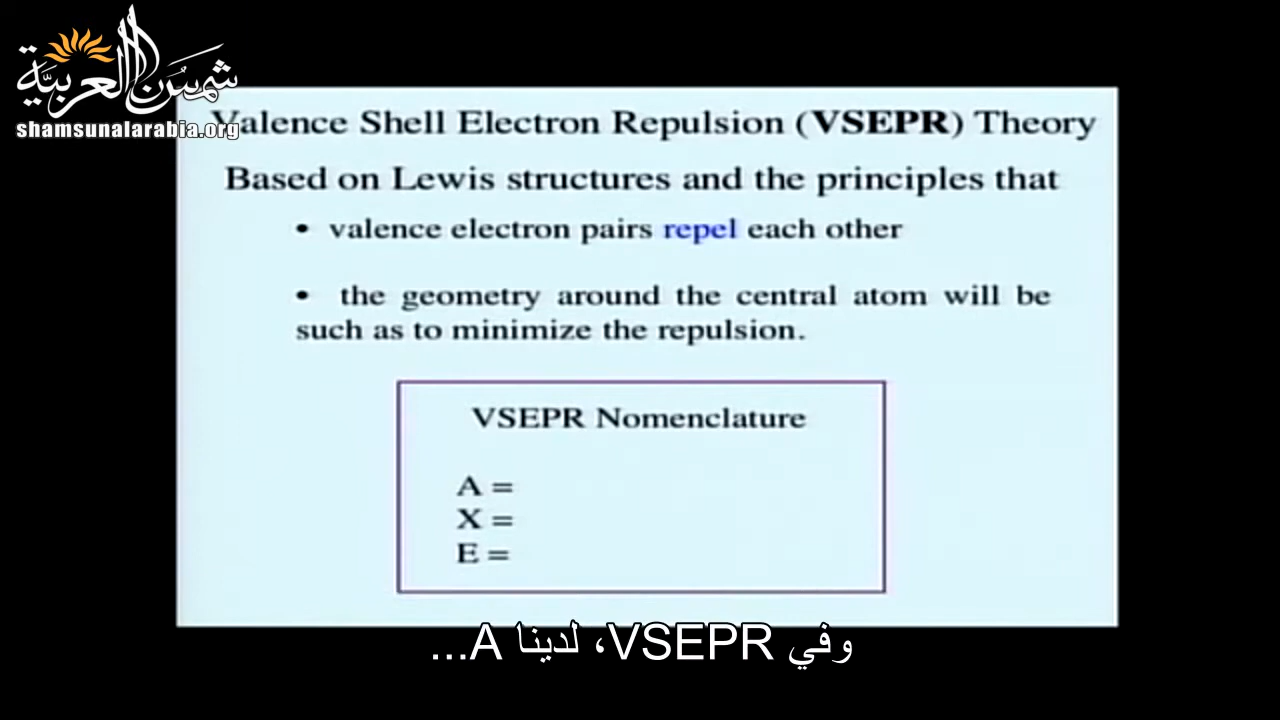 شمس العربية
shamsunalarabia.org
Valence Shell Electron Repulsion (VSEPR) Theory
Based on Lewis structures and the principles that
• valence electron pairs repel each other
• the geometry around the central atom will be
such as to minimize the repulsion.
VSEPR Nomenclature
A =
X =
E =
وفي VSEPR، لدينا A...